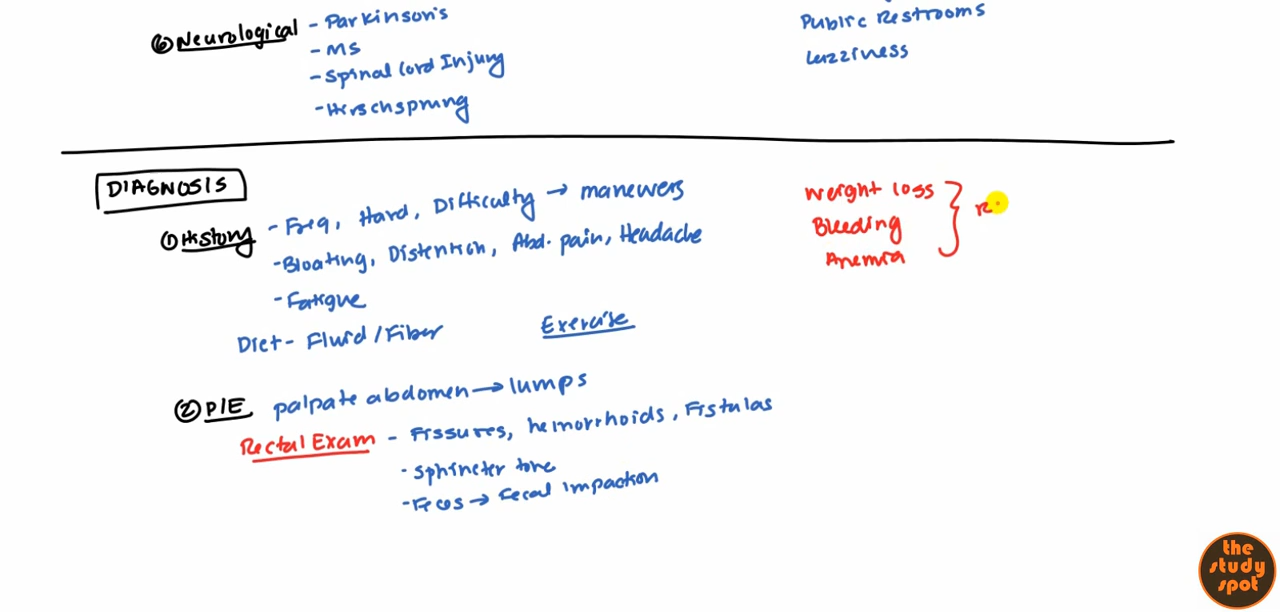 ⑥ Neurological - Parkinson's
- MS
- Spinal Cord Injury
- Hirschsprung
Public Restrooms
Lazziness
DIAGNOSIS
① History - Freq, Hard, Difficulty → maneuvers
- Bloating, Distention, Abd. pain, Headache
- Fatigue
Diet - Fluid / Fiber
Exercise
Weight loss
Bleeding
Anemia
② P/E palpate abdomen → lumps
Rectal Exam - Fissures, hemorrhoids, Fistulas
- Sphincter tone
- Feces → Fecal impaction
the
study
spot